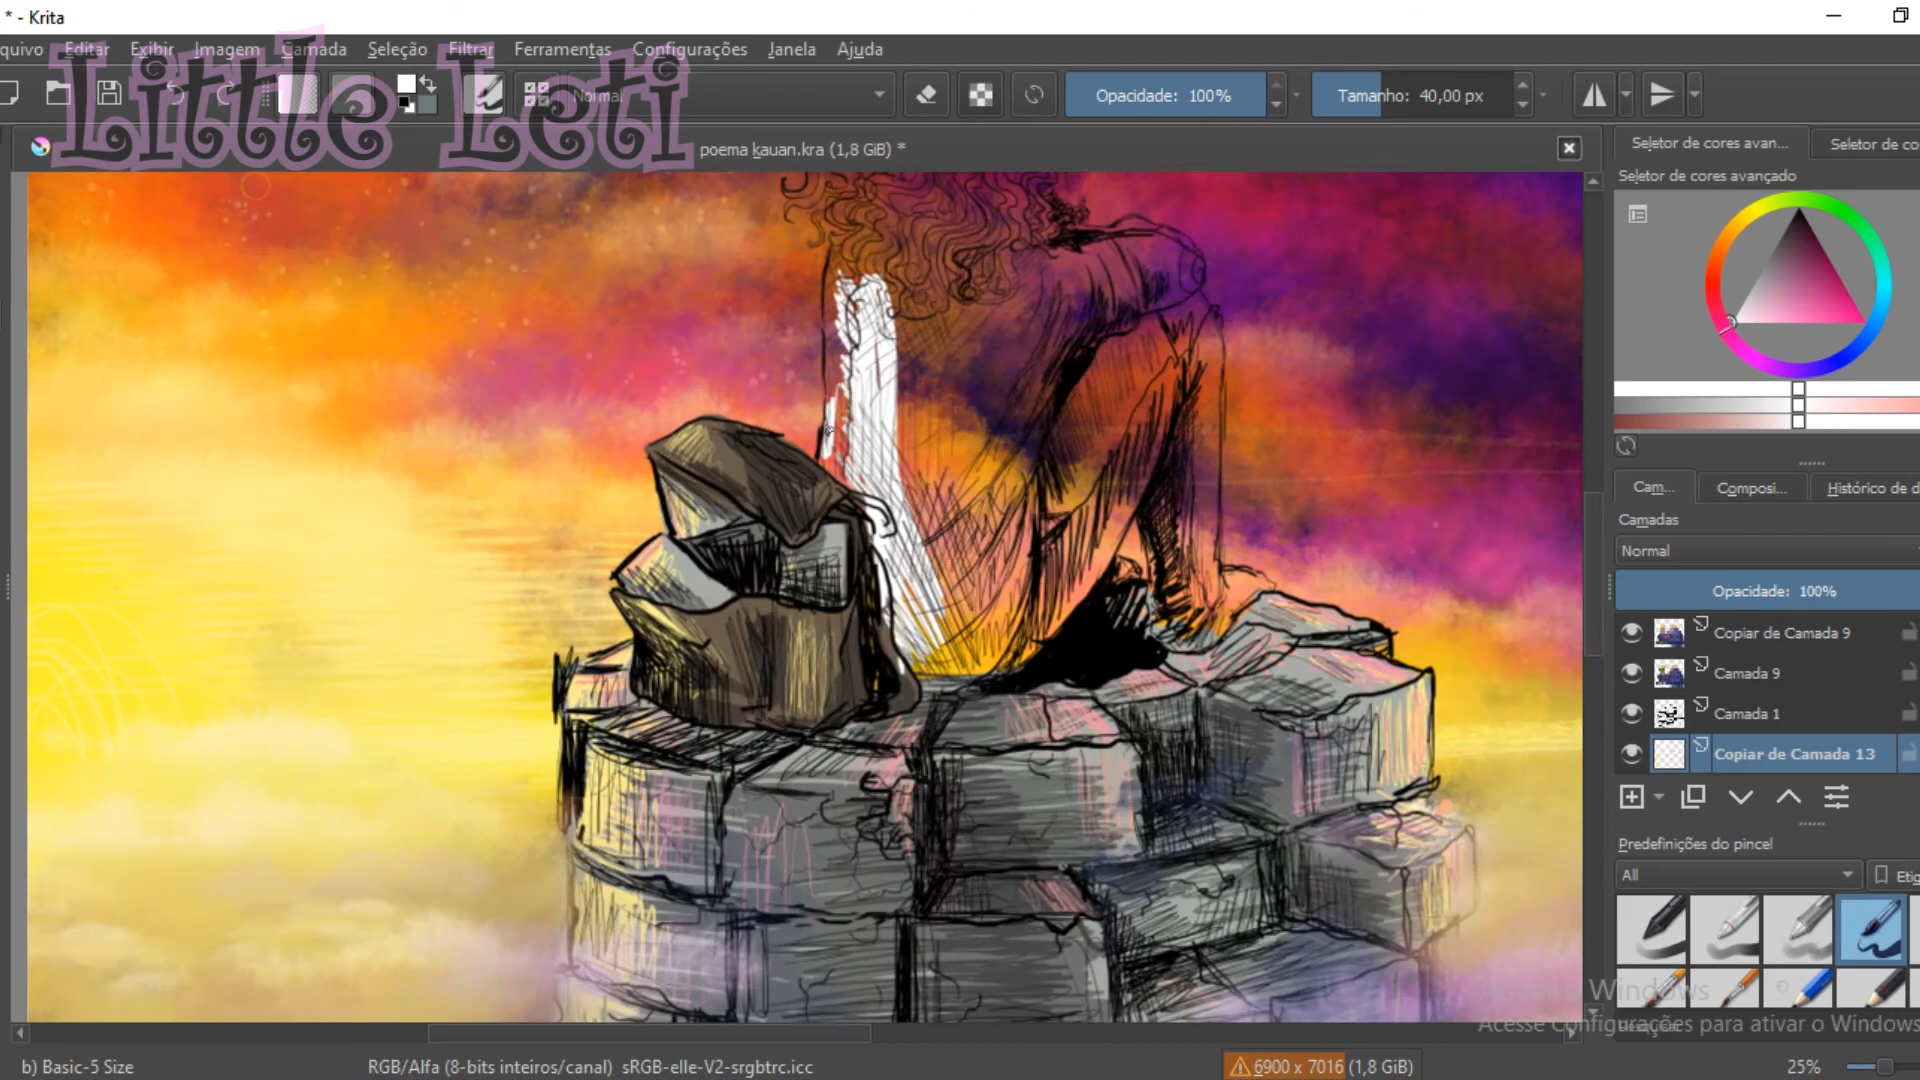 * - Krita
quivo Editar Exibir Imagem Camada Seleção Filtrar Ferramentas Configurações Janela Ajuda
Little Leti
Normal
Opacidade: 100%
Tamanho: 40,00 px
poema kauan.kra (1,8 GiB) *
Seletor de cores avan...
Seletor de co
Seletor de cores avançado
Cam...
Composi...
Histórico de d
Camadas
Normal
Opacidade: 100%
Copiar de Camada 9
Camada 9
Camada 1
Copiar de Camada 13
Predefinições do pincel
All
Etiq
Windows
Acesse Configurações para ativar o Windows
b) Basic-5 Size
RGB/Alfa (8-bits inteiros/canal) sRGB-elle-V2-srgbtrc.icc
6900 x 7016 (1,8 GiB)
25%